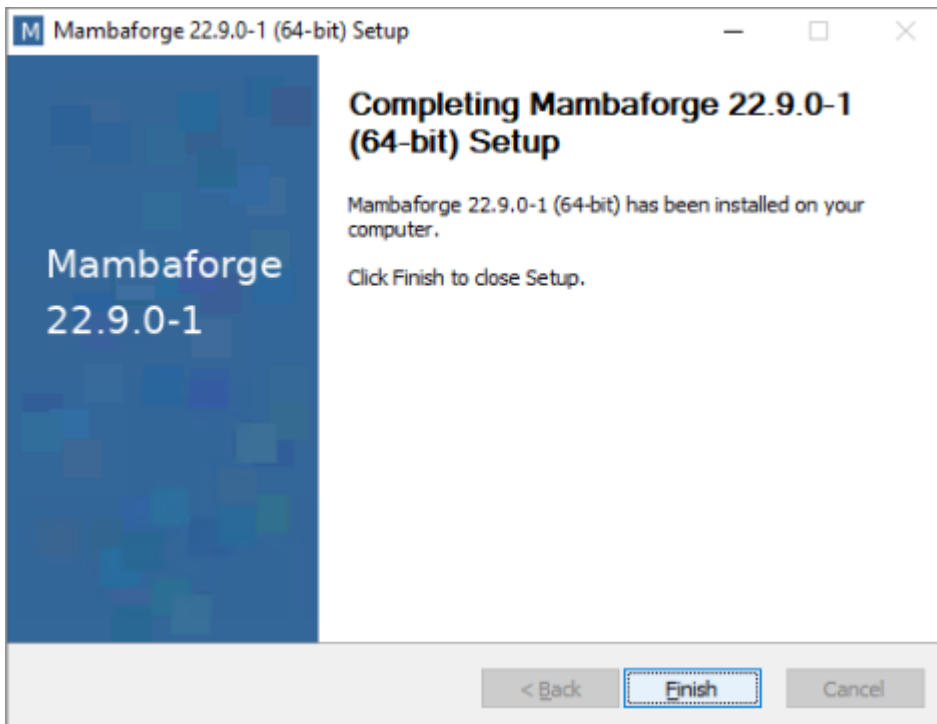 M Mambaforge 22.9.0-1 (64-bit) Setup
Completing Mambaforge 22.9.0-1
(64-bit) Setup
Mambaforge 22.9.0-1 (64-bit) has been installed on your
computer.
Click Finish to close Setup.
Mambaforge
22.9.0-1
< Back
Finish
Cancel